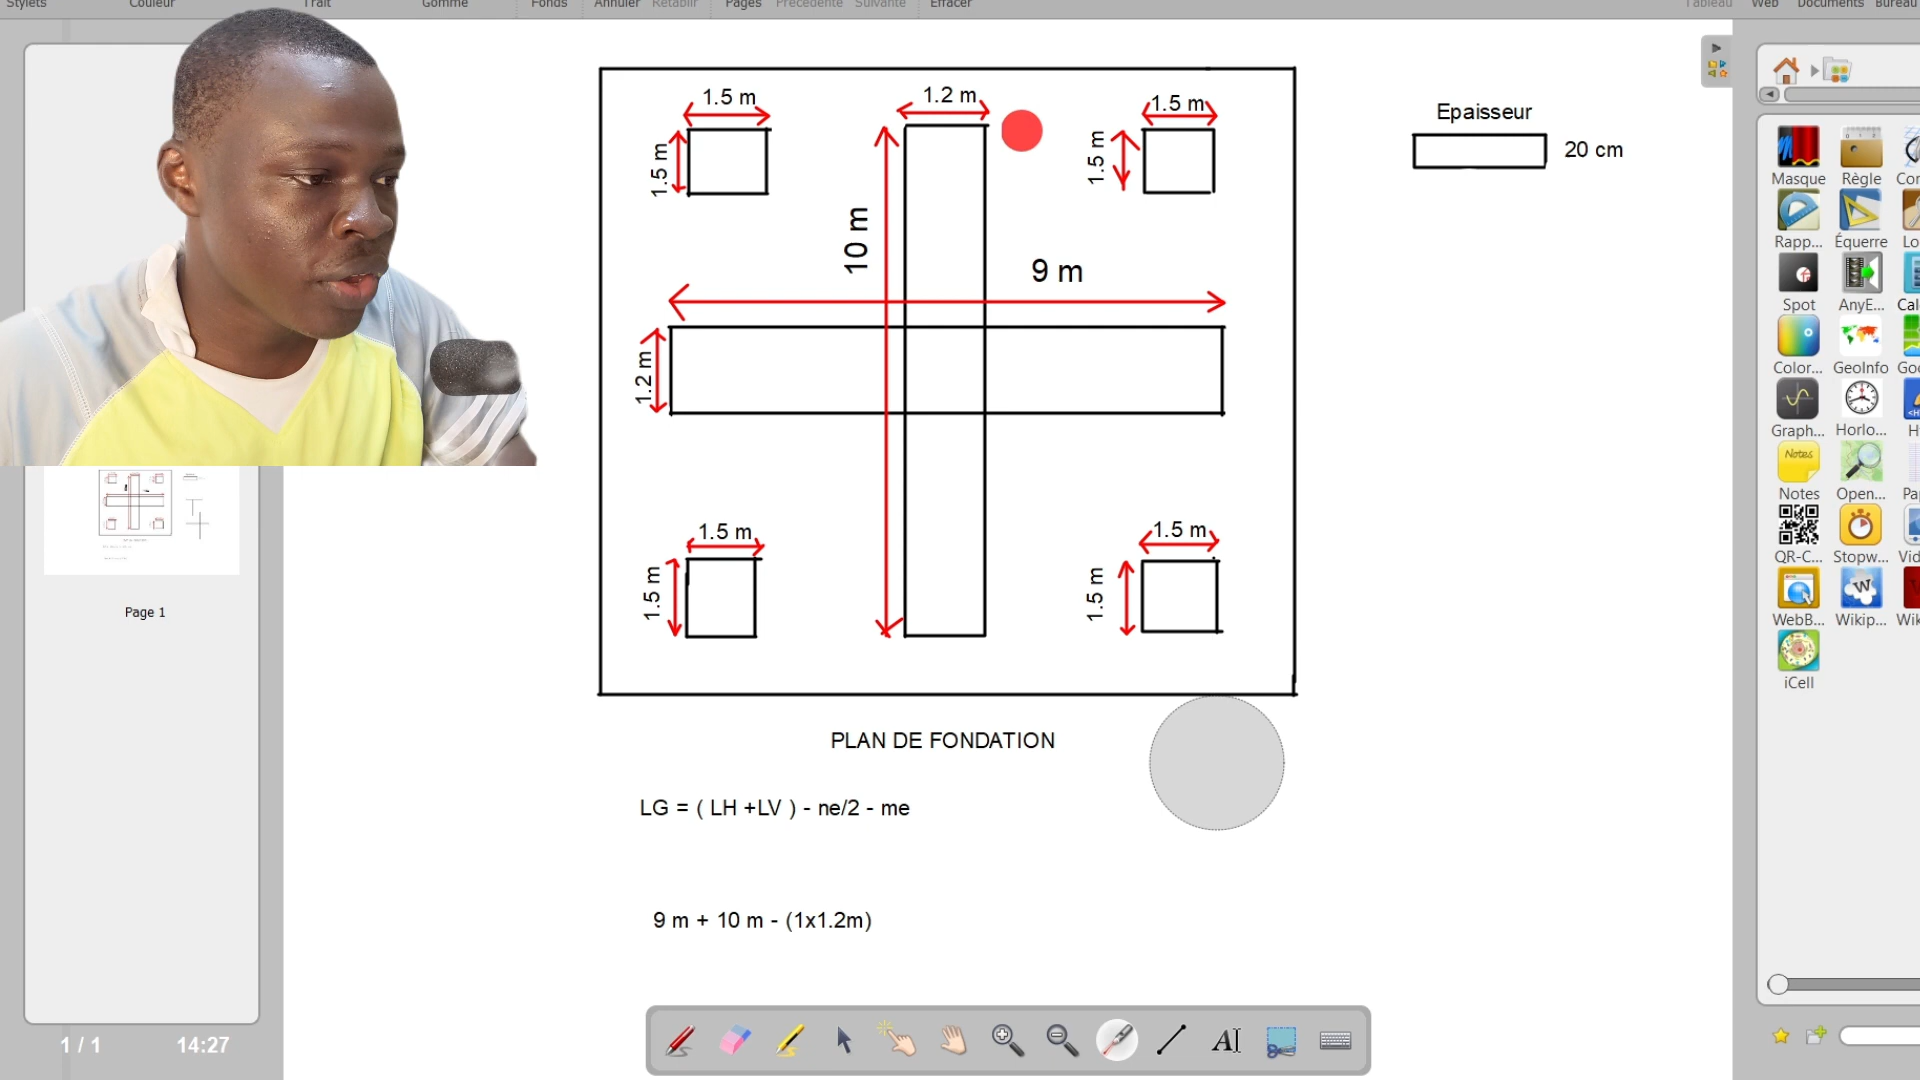 Stylets Couleur Trait Gomme Fonds Annuler Rétablir Pages Précédente Suivante Effacer Tableau Web Documents Bureau
1.5 m
1.2 m
1.5 m
1.5 m
1.5 m
10 m
9 m
1.2 m
1.5 m
1.5 m
1.5 m
1.5 m
Epaisseur
20 cm
PLAN DE FONDATION
LG = ( LH +LV ) - ne/2 - me
9 m + 10 m - (1x1.2m)
Page 1
1 / 1 14:27
Masque Règle
Rapp... Équerre
Spot AnyE...
Color... GeoInfo
Graph... Horlo...
Notes
Notes Open...
QR-C... Stopw...
WebB... Wikip...
iCell